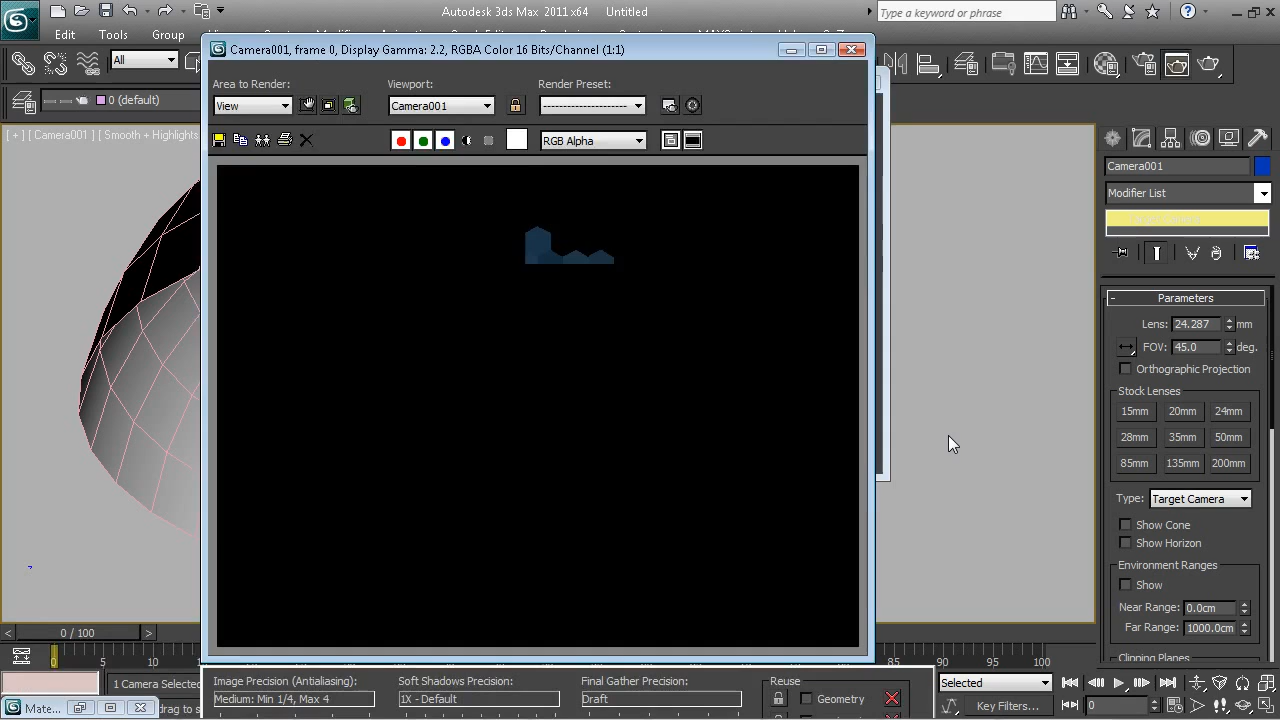 Autodesk 3ds Max 2011 x64 Untitled
Type a keyword or phrase
Edit Tools Group
All
0 (default)
[ + ] [ Camera001 ] [ Smooth + Highlights
Camera001, frame 0, Display Gamma: 2.2, RGBA Color 16 Bits/Channel (1:1)
Area to Render: Viewport: Render Preset:
View Camera001 -----------------------
RGB Alpha
Camera001
Modifier List
Parameters
Lens: 24.287 mm
FOV: 45.0 deg.
Orthographic Projection
Stock Lenses
15mm 20mm 24mm
28mm 35mm 50mm
85mm 135mm 200mm
Type: Target Camera
Show Cone
Show Horizon
Environment Ranges
Show
Near Range: 0.0cm
Far Range: 1000.0cm
Clipping Planes
< 0 / 100 >
0 5 10 85 90 95 100
1 Camera Selected
Mate...
drag to s
Image Precision (Antialiasing): Soft Shadows Precision: Final Gather Precision: Reuse
Medium: Min 1/4, Max 4 1X - Default Draft Geometry
Selected
Key Filters...
0